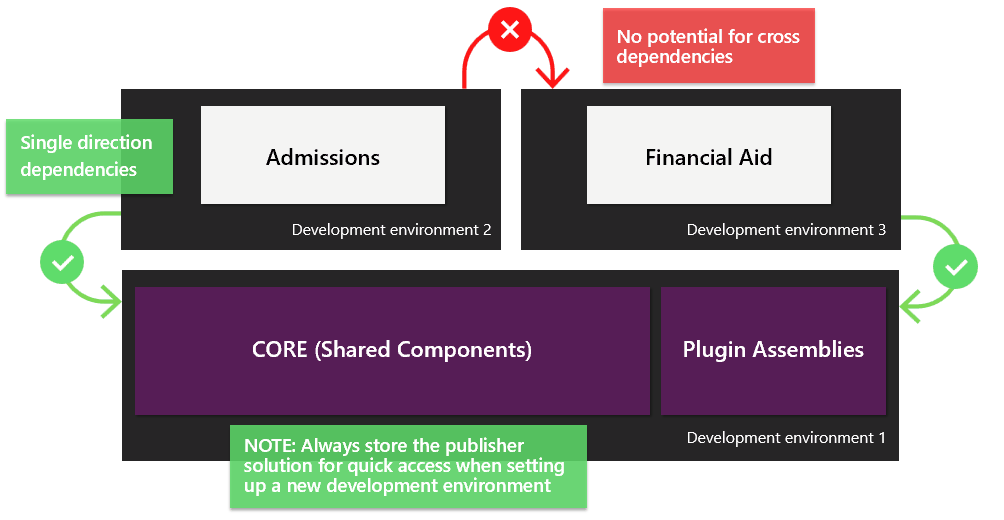 No potential for cross
dependencies
Single direction
dependencies
Admissions
Development environment 2
Financial Aid
Development environment 3
CORE (Shared Components)
Plugin Assemblies
Development environment 1
NOTE: Always store the publisher
solution for quick access when setting
up a new development environment